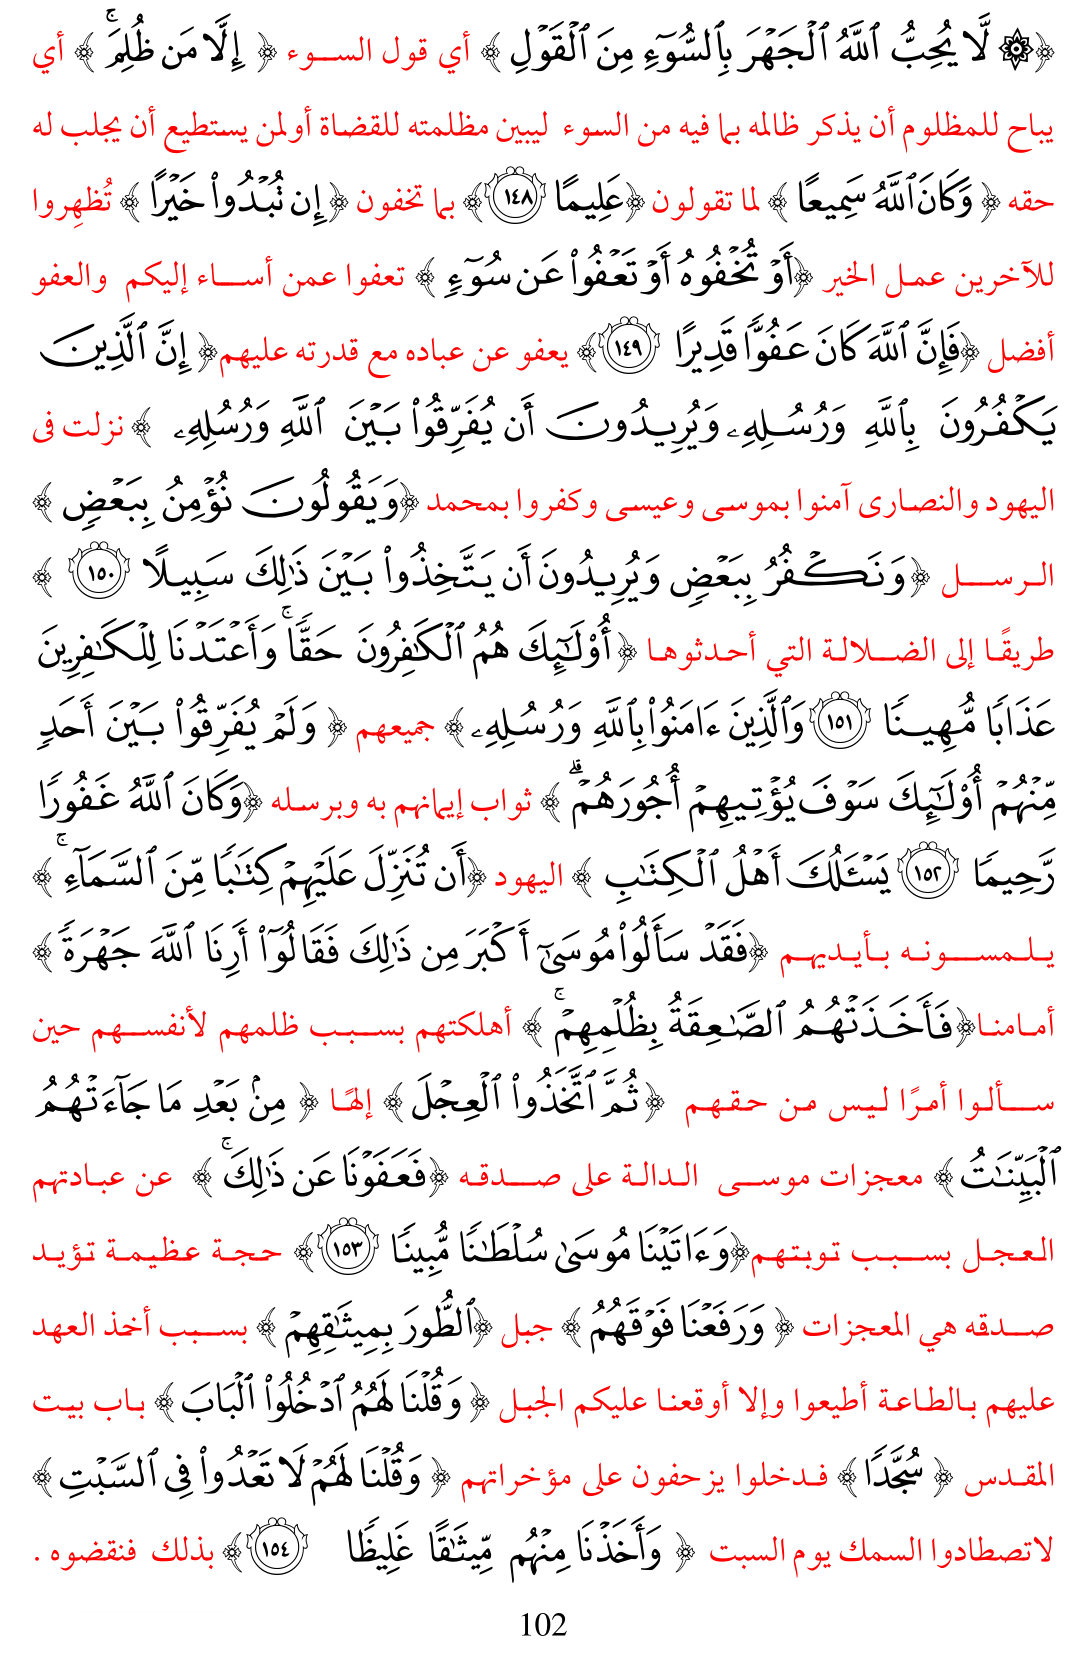 ﴿ ۞ لَّا يُحِبُّ ٱللَّهُ ٱلْجَهْرَ بِٱلسُّوٓءِ مِنَ ٱلْقَوْلِ ﴾ أي قول السوء ﴿ إِلَّا مَن ظُلِمَ ۚ ﴾ أي
يباح للمظلوم أن يذكر ظالمه بما فيه من السوء ليبين مظلمته للقضاة أولمن يستطيع أن يجلب له
حقه ﴿ وَكَانَ ٱللَّهُ سَمِيعًا ﴾ لما تقولون ﴿عَلِيمًا ١٤٨﴾ بما تخفون ﴿إِن تُبْدُوا۟ خَيْرًا ﴾ تُظهِروا
للآخرين عمل الخير ﴿أَوْ تُخْفُوهُ أَوْ تَعْفُوا۟ عَن سُوٓءٍ ﴾ تعفوا عمن أساء إليكم والعفو
أفضل ﴿فَإِنَّ ٱللَّهَ كَانَ عَفُوًّا قَدِيرًا ١٤٩﴾ يعفو عن عباده مع قدرته عليهم﴿ إِنَّ ٱلَّذِينَ
يَكْفُرُونَ بِٱللَّهِ وَرُسُلِهِۦ وَيُرِيدُونَ أَن يُفَرِّقُوا۟ بَيْنَ ٱللَّهِ وَرُسُلِهِۦ ﴾ نزلت فى
اليهود والنصارى آمنوا بموسى وعيسى وكفروا بمحمد ﴿وَيَقُولُونَ نُؤْمِنُ بِبَعْضٍ ﴾
الرسل ﴿ وَنَكْفُرُ بِبَعْضٍ وَيُرِيدُونَ أَن يَتَّخِذُوا۟ بَيْنَ ذَٰلِكَ سَبِيلًا ١٥٠ ﴾
طريقًا إلى الضلالة التي أحدثوها ﴿أُو۟لَٰٓئِكَ هُمُ ٱلْكَٰفِرُونَ حَقًّا ۚ وَأَعْتَدْنَا لِلْكَٰفِرِينَ
عَذَابًا مُّهِينًا ١٥١ وَٱلَّذِينَ ءَامَنُوا۟ بِٱللَّهِ وَرُسُلِهِۦ ﴾ جميعهم ﴿ وَلَمْ يُفَرِّقُوا۟ بَيْنَ أَحَدٍ
مِّنْهُمْ أُو۟لَٰٓئِكَ سَوْفَ يُؤْتِيهِمْ أُجُورَهُمْ ۗ ﴾ ثواب إيمانهم به وبرسله ﴿وَكَانَ ٱللَّهُ غَفُورًا
رَّحِيمًا ١٥٢ يَسْـَٔلُكَ أَهْلُ ٱلْكِتَٰبِ ﴾ اليهود ﴿أَن تُنَزِّلَ عَلَيْهِمْ كِتَٰبًا مِّنَ ٱلسَّمَآءِ ۚ ﴾
يلمسونه بأيديهم ﴿فَقَدْ سَأَلُوا۟ مُوسَىٰٓ أَكْبَرَ مِن ذَٰلِكَ فَقَالُوٓا۟ أَرِنَا ٱللَّهَ جَهْرَةً ﴾
أمامنا﴿فَأَخَذَتْهُمُ ٱلصَّٰعِقَةُ بِظُلْمِهِمْ ۚ ﴾ أهلكتهم بسبب ظلمهم لأنفسهم حين
سألوا أمرًا ليس من حقهم ﴿ثُمَّ ٱتَّخَذُوا۟ ٱلْعِجْلَ﴾ إلهًا ﴿ مِنۢ بَعْدِ مَا جَآءَتْهُمُ
ٱلْبَيِّنَٰتُ ﴾ معجزات موسى الدالة على صدقه ﴿فَعَفَوْنَا عَن ذَٰلِكَ ۚ ﴾ عن عبادتهم
العجل بسبب توبتهم﴿وَءَاتَيْنَا مُوسَىٰ سُلْطَٰنًا مُّبِينًا ١٥٣﴾ حجة عظيمة تؤيد
صدقه هي المعجزات ﴿ وَرَفَعْنَا فَوْقَهُمُ ﴾ جبل ﴿ٱلطُّورَ بِمِيثَٰقِهِمْ ﴾ بسبب أخذ العهد
عليهم بالطاعة أطيعوا وإلا أوقعنا عليكم الجبل ﴿ وَقُلْنَا لَهُمُ ٱدْخُلُوا۟ ٱلْبَابَ ﴾ باب بيت
المقدس ﴿ سُجَّدًا ﴾ فدخلوا يزحفون على مؤخراتهم ﴿ وَقُلْنَا لَهُمْ لَا تَعْدُوا۟ فِى ٱلسَّبْتِ ﴾
لاتصطادوا السمك يوم السبت ﴿ وَأَخَذْنَا مِنْهُم مِّيثَٰقًا غَلِيظًا ١٥٤﴾ بذلك فنقضوه .
102